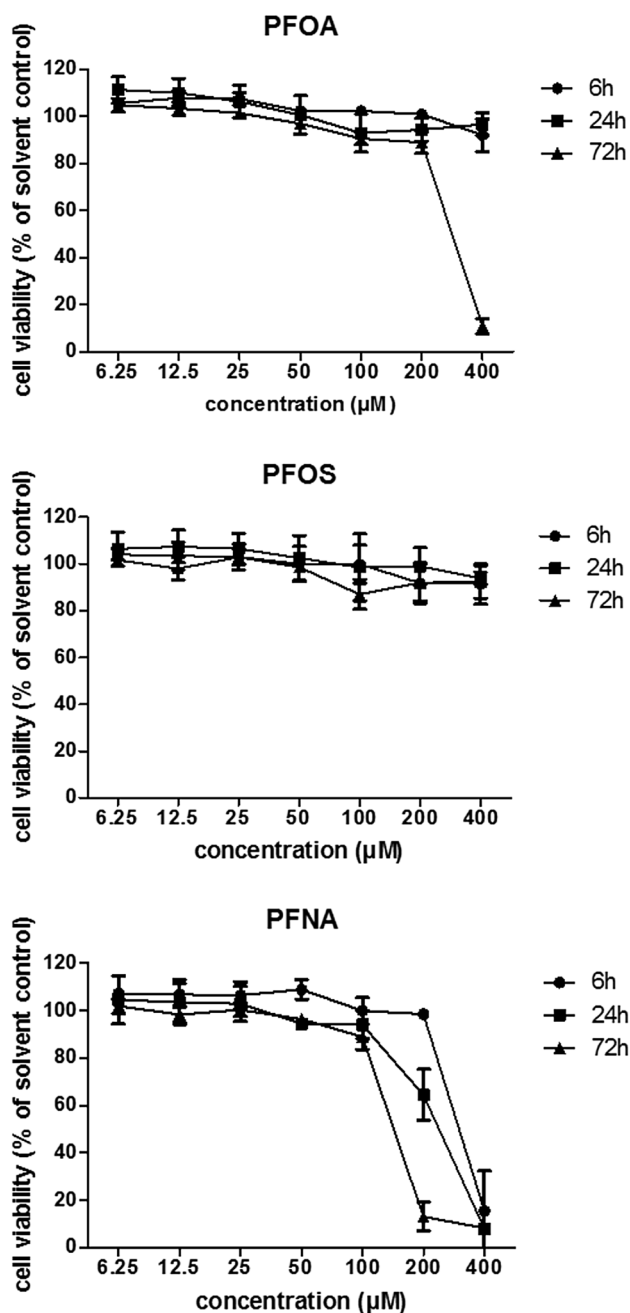 PFOA
cell viability (% of solvent control)
120
100
80
60
40
20
0
6.25 12.5 25 50 100 200 400
concentration (µM)
6h
24h
72h
PFOS
cell viability (% of solvent control)
120
100
80
60
40
20
0
6.25 12.5 25 50 100 200 400
concentration (µM)
6h
24h
72h
PFNA
cell viability (% of solvent control)
120
100
80
60
40
20
0
6.25 12.5 25 50 100 200 400
concentration (µM)
6h
24h
72h